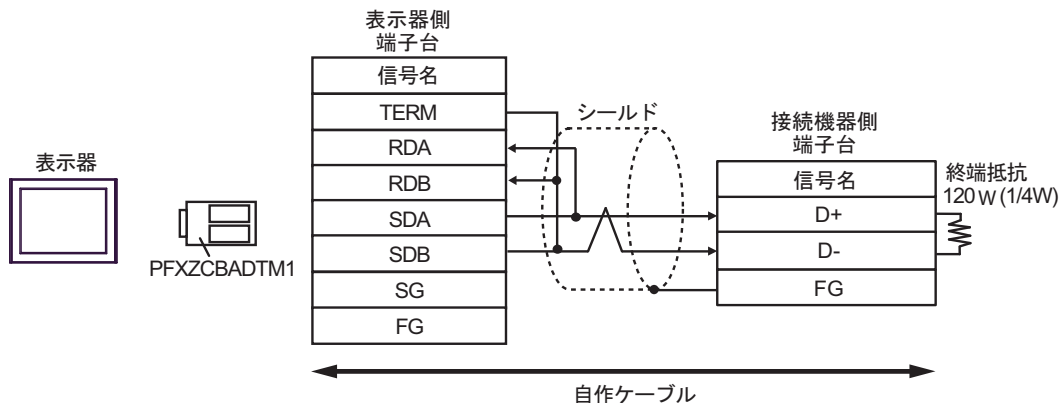 表示器
PFXZCBADTM1
表示器側
端子台
信号名
TERM
RDA
RDB
SDA
SDB
SG
FG
シールド
接続機器側
端子台
信号名
D+
D-
FG
終端抵抗
120 W (1/4W)
自作ケーブル